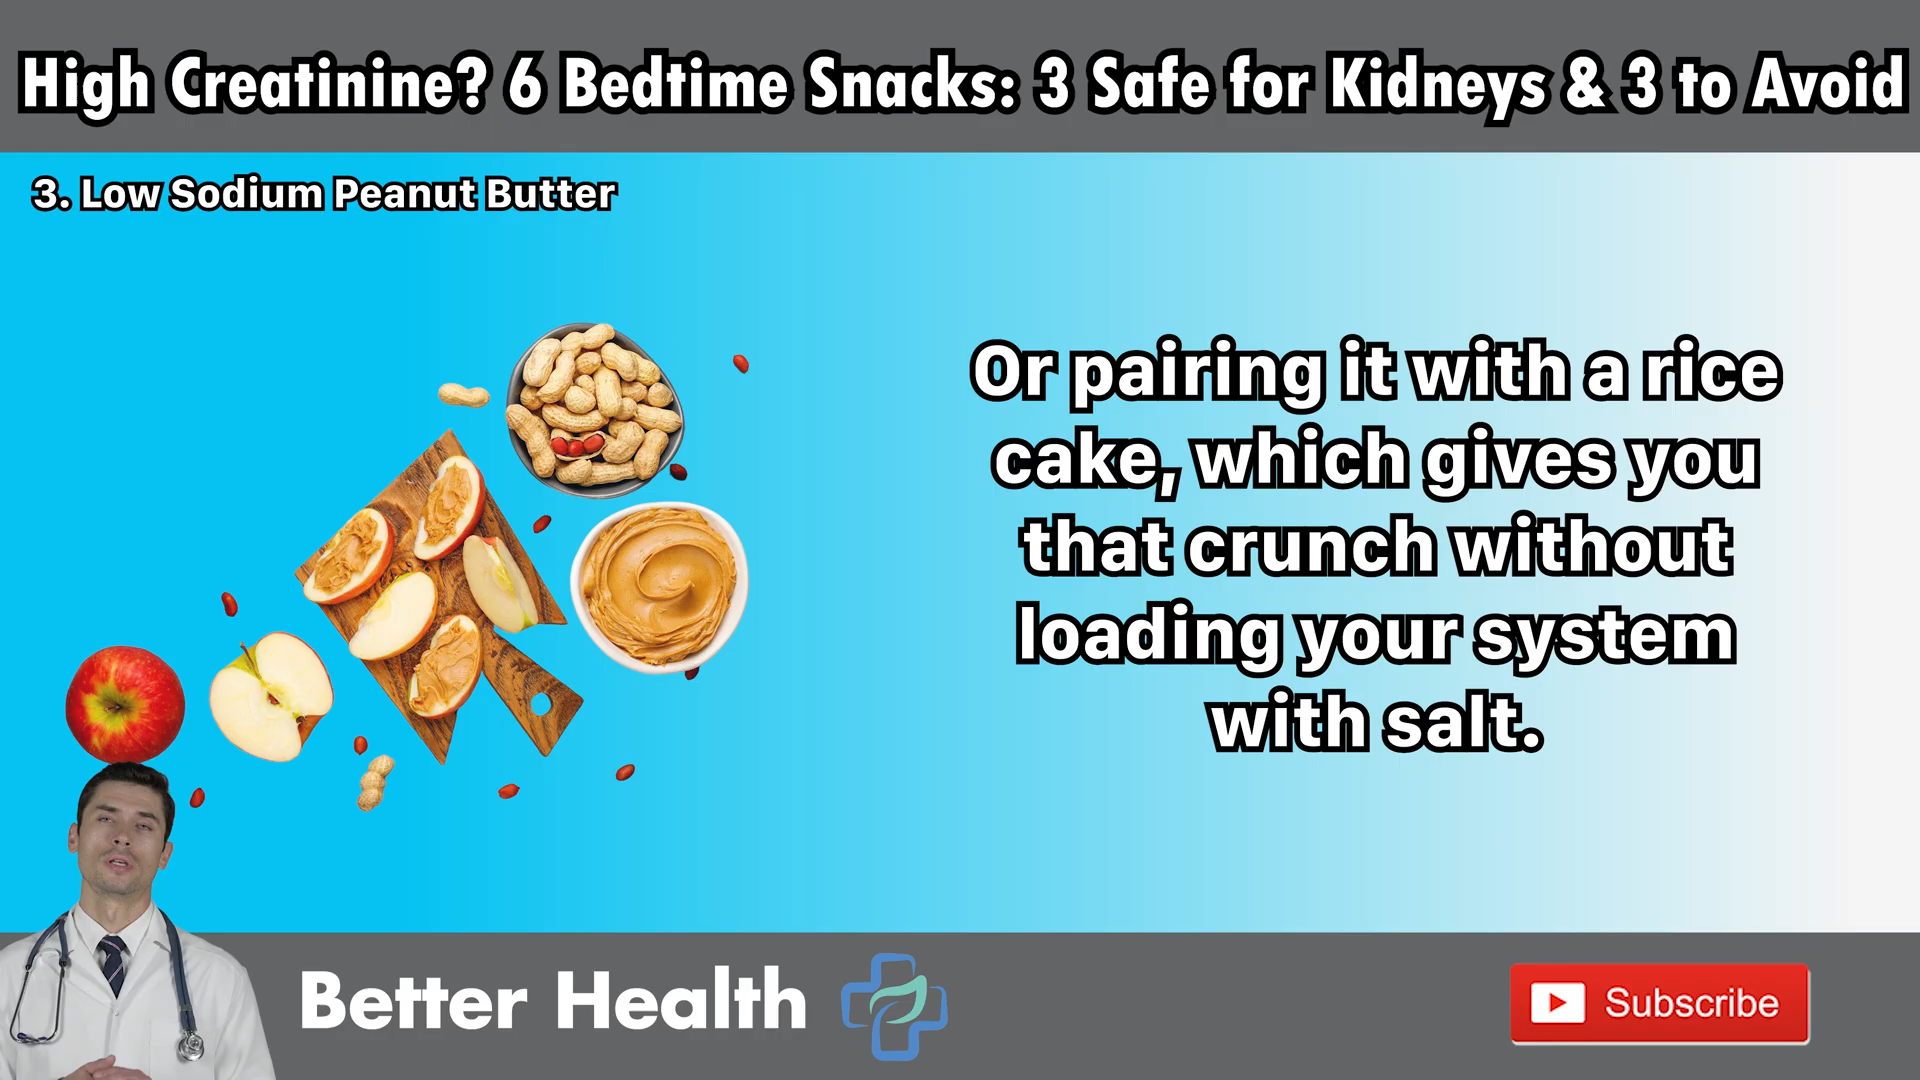 High Creatinine? 6 Bedtime Snacks: 3 Safe for Kidneys & 3 to Avoid
3. Low Sodium Peanut Butter
Or pairing it with a rice
cake, which gives you
that crunch without
loading your system
with salt.
Better Health
Subscribe